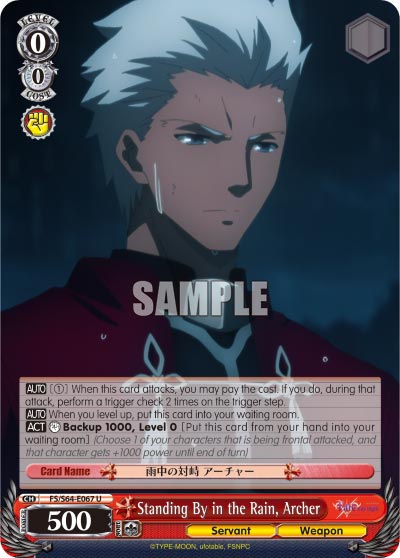 LEVEL
0
0
COST
SAMPLE
AUTO [①] When this card attacks, you may pay the cost. If you do, during that
attack, perform a trigger check 2 times on the trigger step.
AUTO When you level up, put this card into your waiting room.
ACT Backup 1000, Level 0 [Put this card from your hand into your
waiting room] (Choose 1 of your characters that is being frontal attacked, and
that character gets +1000 power until end of turn)
Card Name 雨中の対峙 アーチャー
CH FS/S64-E067 U
POWER 500 Standing By in the Rain, Archer
Servant Weapon
©TYPE-MOON, ufotable, FSNPC